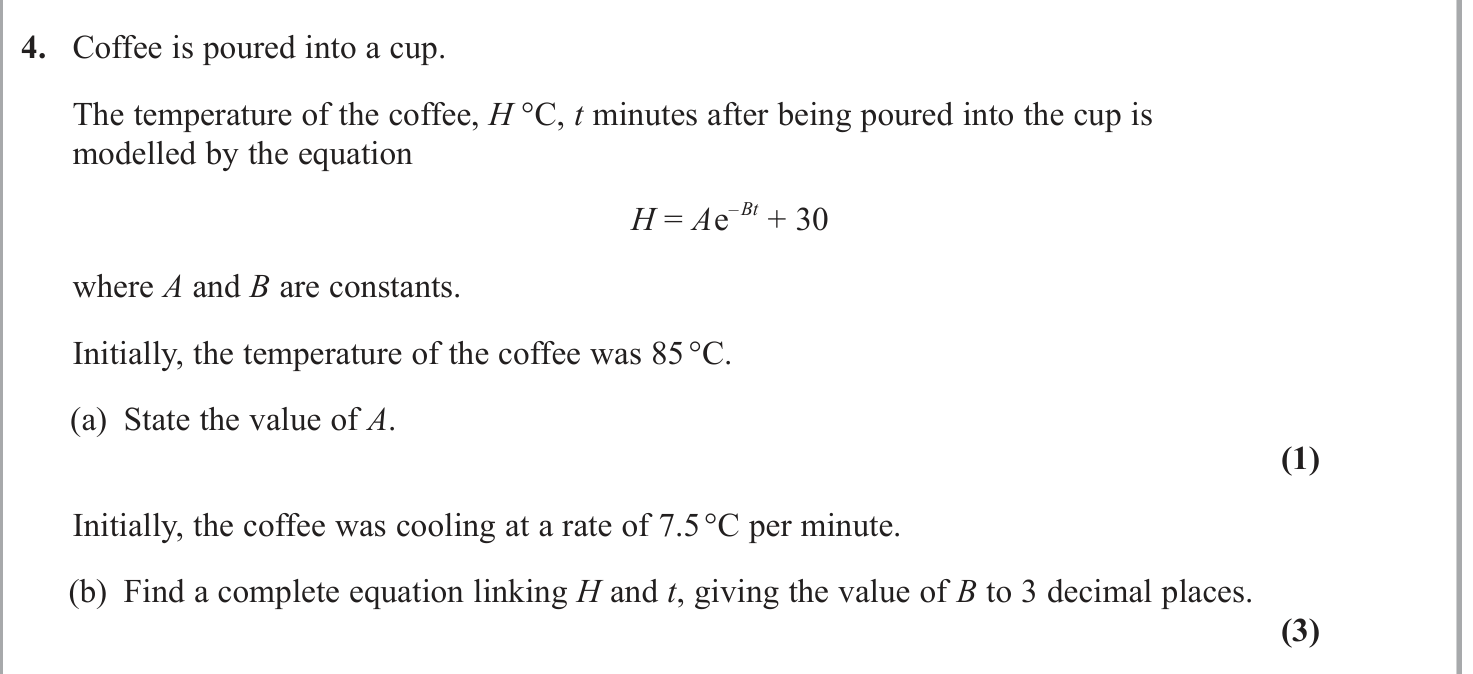 4. Coffee is poured into a cup.
The temperature of the coffee, H °C, t minutes after being poured into the cup is
modelled by the equation
H = Ae^{−Bt} + 30
where A and B are constants.
Initially, the temperature of the coffee was 85 °C.
(a) State the value of A.
(1)
Initially, the coffee was cooling at a rate of 7.5 °C per minute.
(b) Find a complete equation linking H and t, giving the value of B to 3 decimal places.
(3)